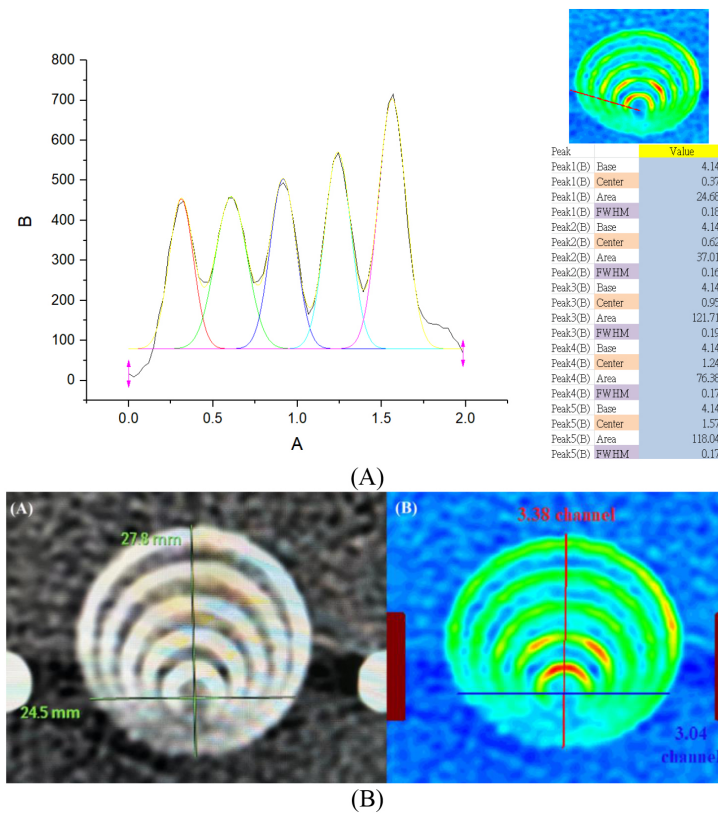 800
700
600
500
400
300
200
100
0
B
0.0 0.5 1.0 1.5 2.0
A
Peak Value
Peak1(B) Base 4.14
Peak1(B) Center 0.37
Peak1(B) Area 24.68
Peak1(B) FWHM 0.18
Peak2(B) Base 4.14
Peak2(B) Center 0.62
Peak2(B) Area 37.01
Peak2(B) FWHM 0.16
Peak3(B) Base 4.14
Peak3(B) Center 0.95
Peak3(B) Area 121.71
Peak3(B) FWHM 0.19
Peak4(B) Base 4.14
Peak4(B) Center 1.24
Peak4(B) Area 76.38
Peak4(B) FWHM 0.17
Peak5(B) Base 4.14
Peak5(B) Center 1.57
Peak5(B) Area 118.04
Peak5(B) FWHM 0.17
(A)
(A)
27.8 mm
24.5 mm
(B)
3.38 channel
3.04
channel
(B)